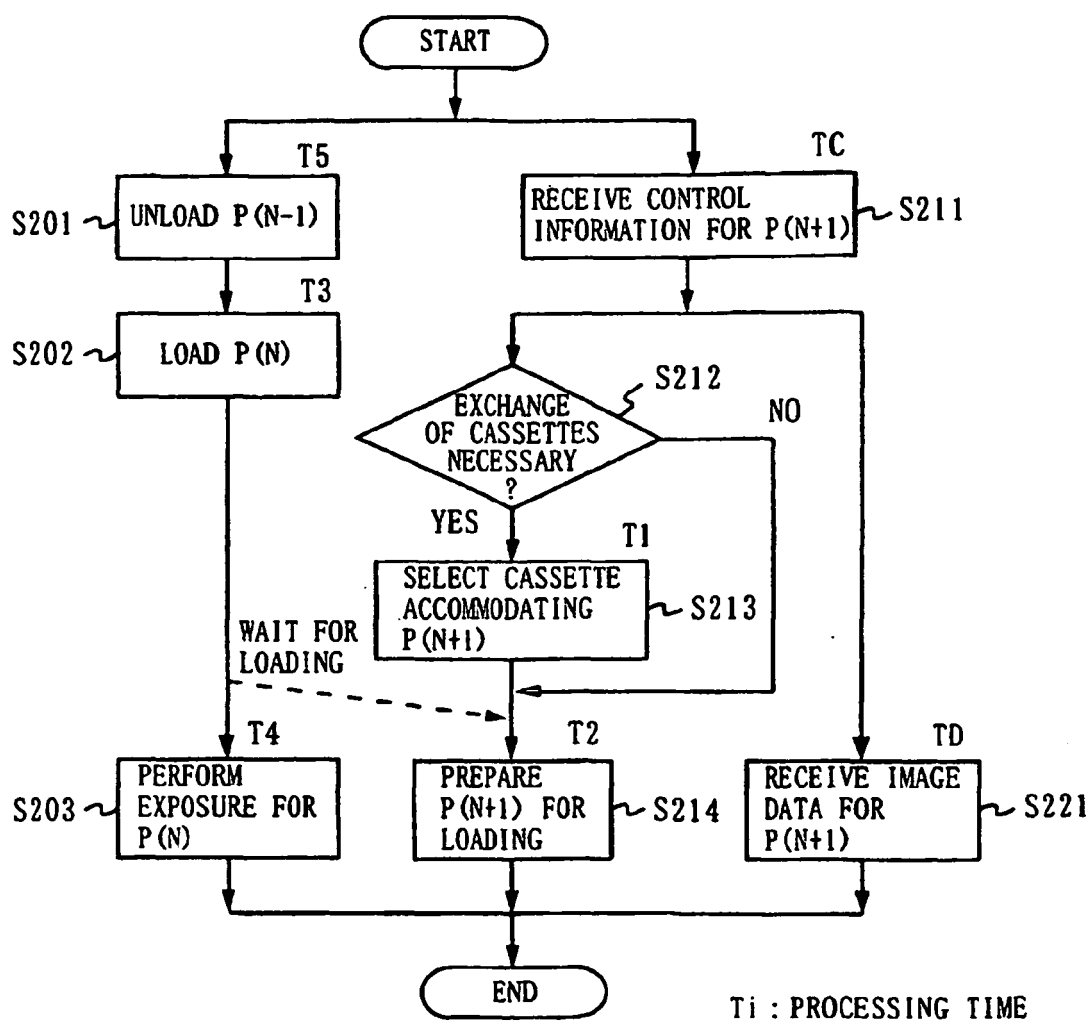 START
T5
UNLOAD P(N-1)
S201
TC
RECEIVE CONTROL
INFORMATION FOR P(N+1)
S211
T3
LOAD P(N)
S202
S212
EXCHANGE
OF CASSETTES
NECESSARY
?
NO
YES
T1
SELECT CASSETTE
ACCOMMODATING
P(N+1)
S213
WAIT FOR
LOADING
T4
PERFORM
EXPOSURE FOR
P(N)
S203
T2
PREPARE
P(N+1) FOR
LOADING
S214
TD
RECEIVE IMAGE
DATA FOR
P(N+1)
S221
END
Ti : PROCESSING TIME